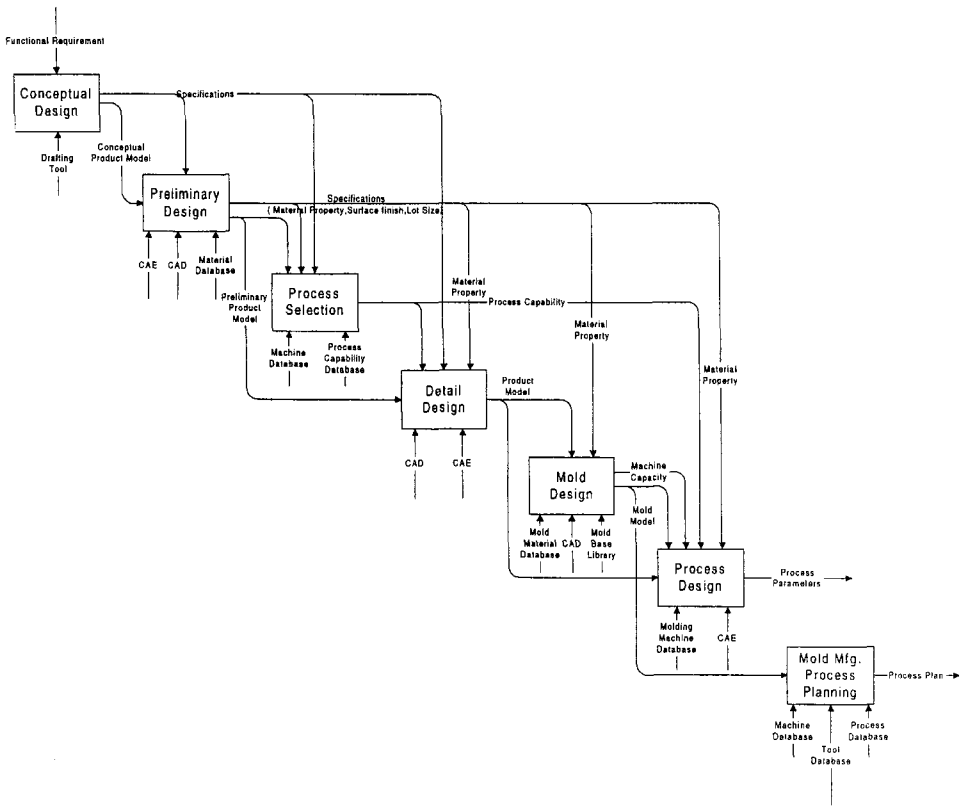 Functional Requirement
Conceptual
Design
Specifications
Conceptual
Product Model
Drafting
Tool
Preliminary
Design
Specifications
( Material Property,Surface finish,Lot Size)
CAE
CAD
Material
Database
Preliminary
Product
Model
Process
Selection
Material
Property
Process Capability
Machine
Database
Process
Capability
Database
Material
Property
Material
Property
Detail
Design
Product
Model
CAD
CAE
Mold
Design
Machine
Capacity
Mold
Model
Mold
Material
Database
CAD
Mold
Base
Library
Process
Design
Process
Parameters
Molding
Machine
Database
CAE
Mold Mfg.
Process
Planning
Process Plan
Machine
Database
Tool
Database
Process
Database